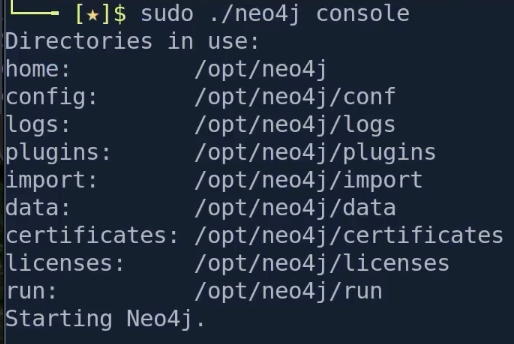 └──╼ [★]$ sudo ./neo4j console
Directories in use:
home:         /opt/neo4j
config:       /opt/neo4j/conf
logs:         /opt/neo4j/logs
plugins:      /opt/neo4j/plugins
import:       /opt/neo4j/import
data:         /opt/neo4j/data
certificates: /opt/neo4j/certificates
licenses:     /opt/neo4j/licenses
run:          /opt/neo4j/run
Starting Neo4j.